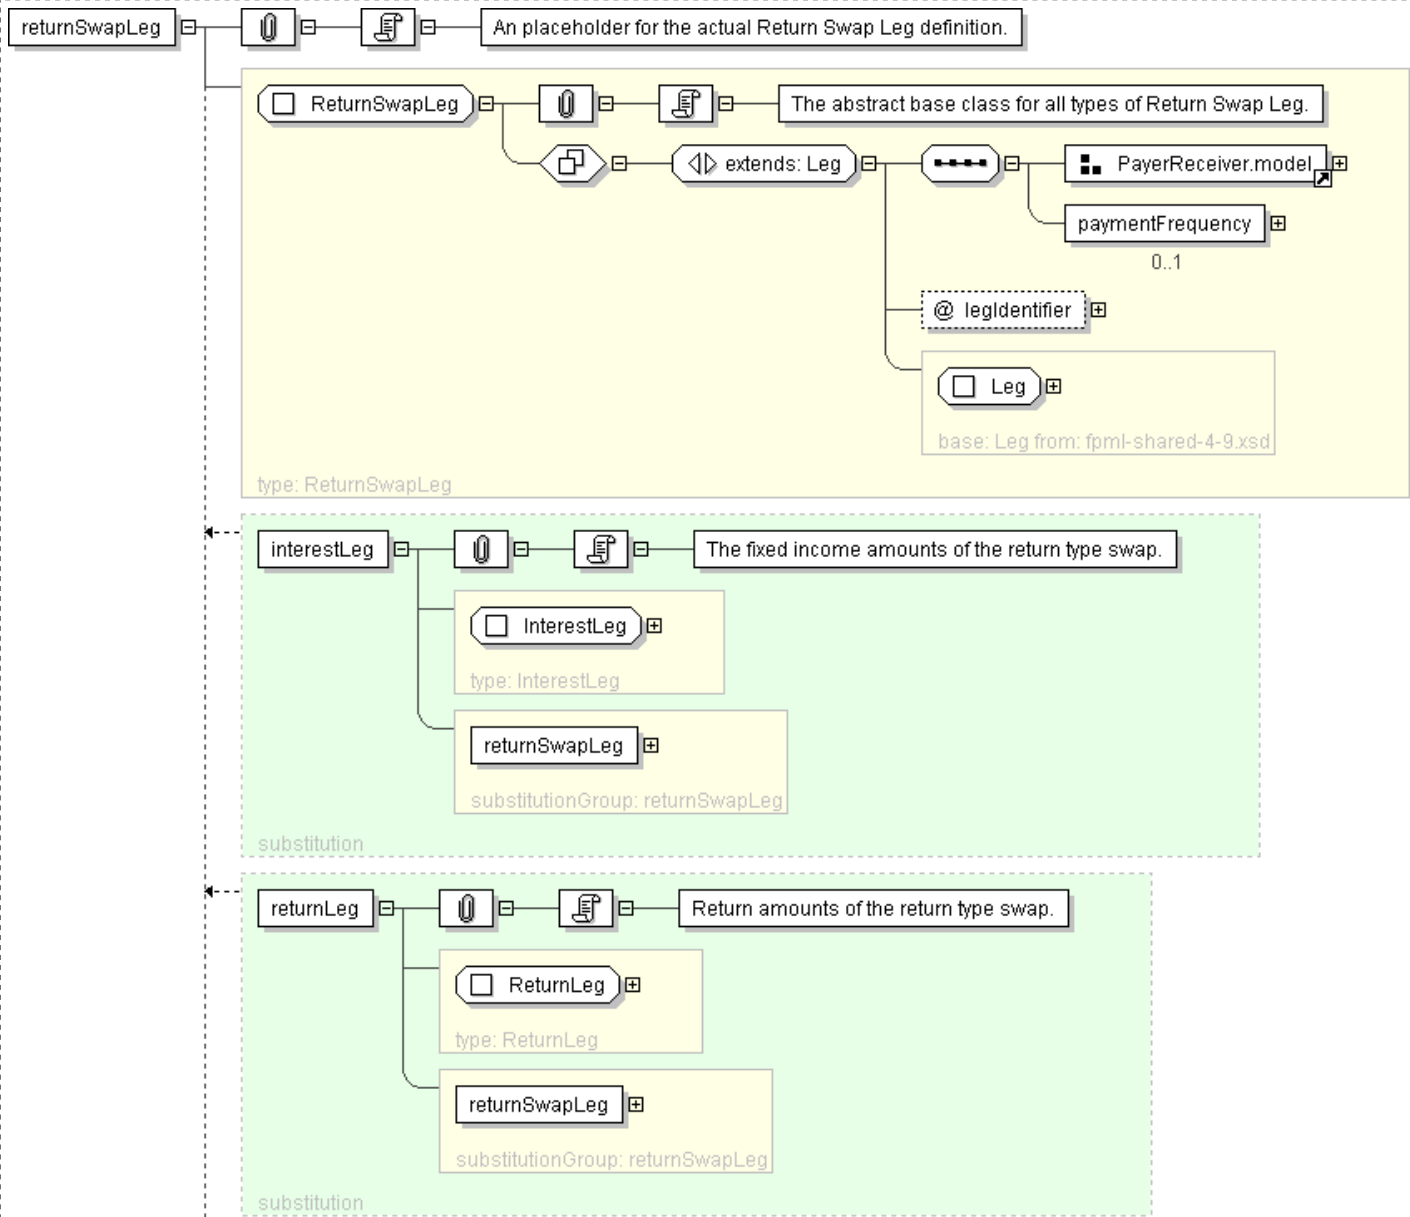 returnSwapLeg
An placeholder for the actual Return Swap Leg definition.
ReturnSwapLeg
The abstract base class for all types of Return Swap Leg.
extends: Leg
PayerReceiver.model
paymentFrequency
0..1
@ legIdentifier
Leg
base: Leg from: fpml-shared-4-9.xsd
type: ReturnSwapLeg
interestLeg
The fixed income amounts of the return type swap.
InterestLeg
type: InterestLeg
returnSwapLeg
substitutionGroup: returnSwapLeg
substitution
returnLeg
Return amounts of the return type swap.
ReturnLeg
type: ReturnLeg
returnSwapLeg
substitutionGroup: returnSwapLeg
substitution